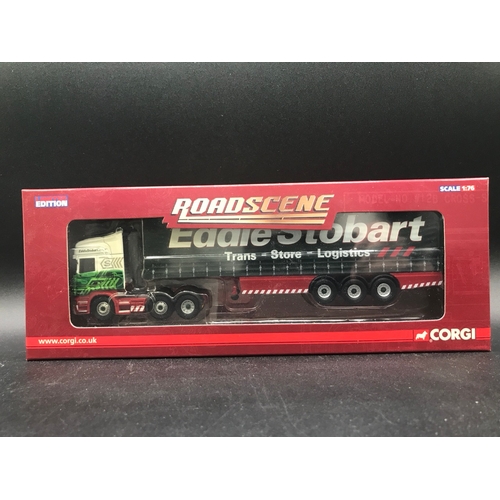 EDITION
SCALE 1:76
ROADSCENE
Eddie Stobart
Trans - Store - Logistics
www.corgi.co.uk
CORGI